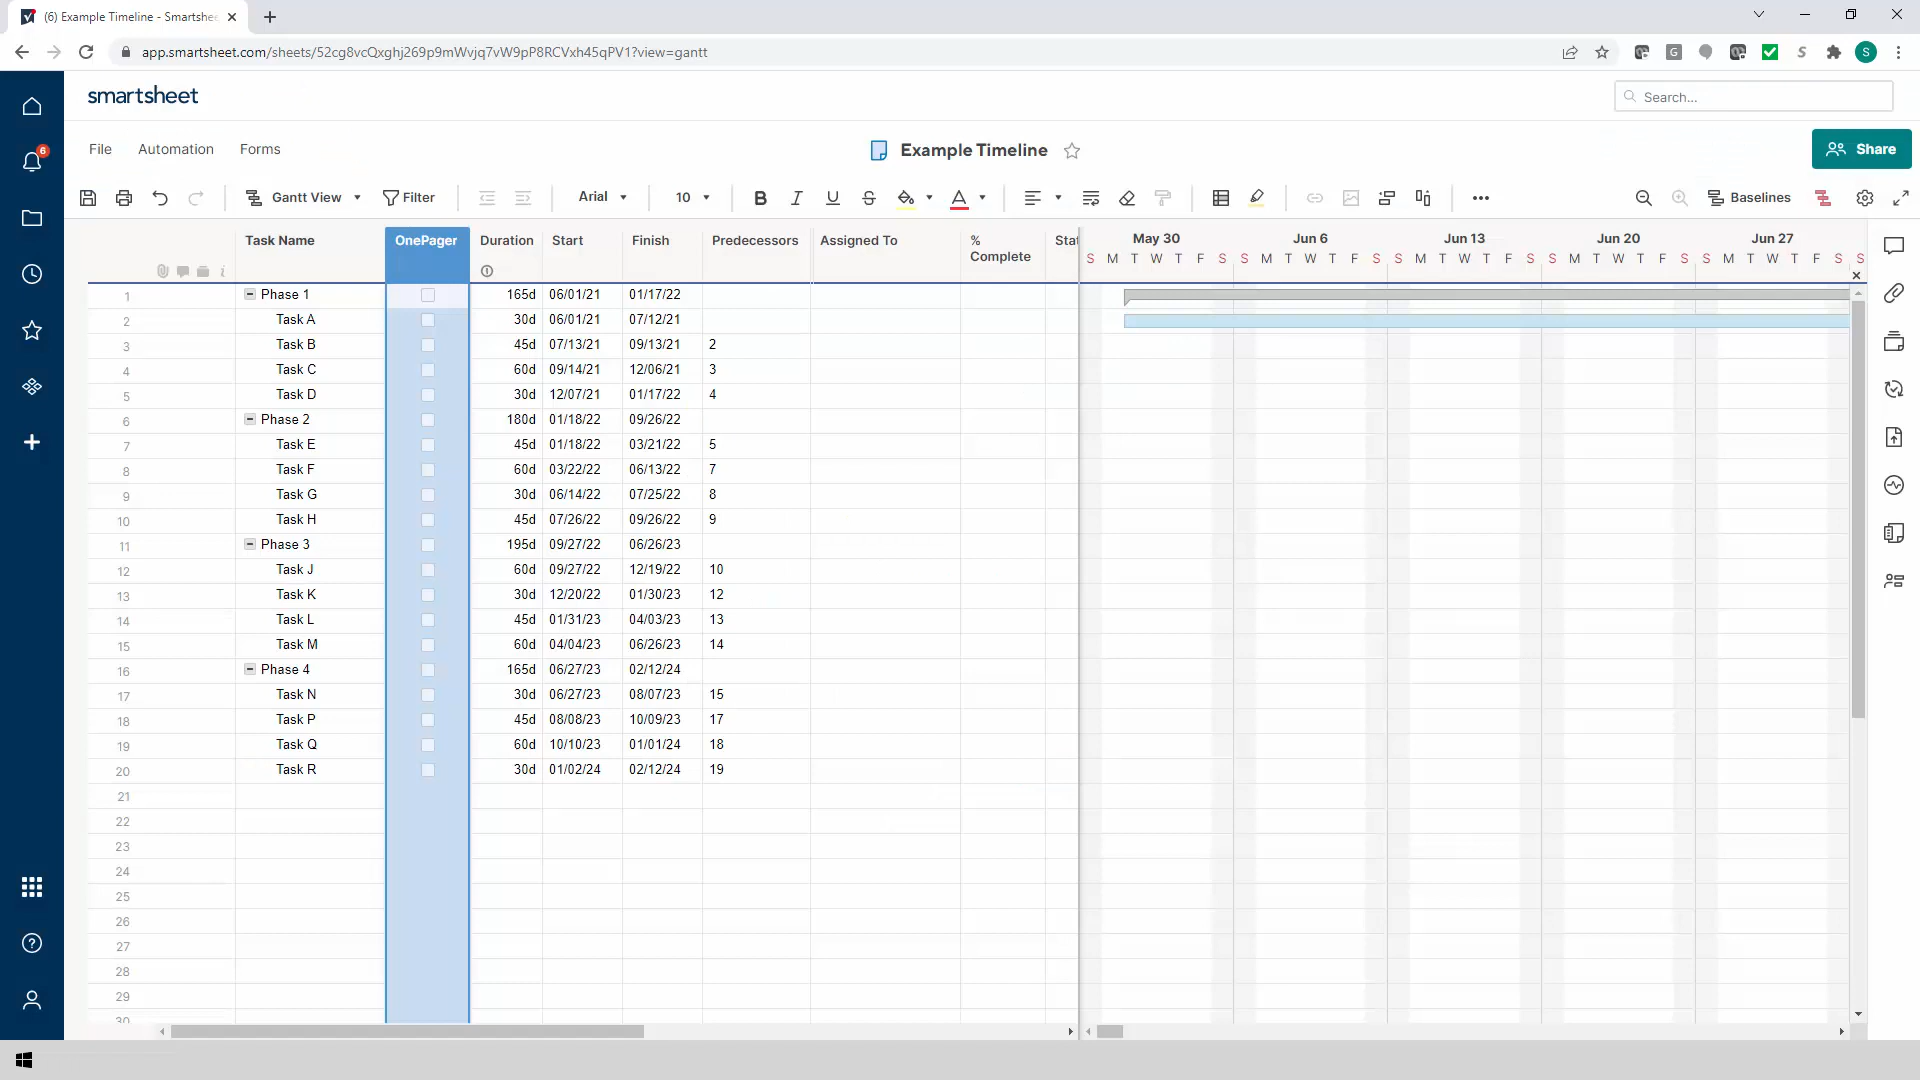 (6) Example Timeline - Smartshee
app.smartsheet.com/sheets/52cg8vcQxghj269p9mWvjq7vW9pP8RCVxh45qPV1?view=gantt
G
S
S
smartsheet
Search...
6
File Automation Forms
Example Timeline
Share
Gantt View Filter Arial 10 B I U S A Baselines
Task Name OnePager Duration Start Finish Predecessors Assigned To % Complete Stat
May 30 Jun 6 Jun 13 Jun 20 Jun 27
S M T W T F S S M T W T F S S M T W T F S S M T W T F S S M T W T F S S
1 Phase 1 165d 06/01/21 01/17/22
2 Task A 30d 06/01/21 07/12/21
3 Task B 45d 07/13/21 09/13/21 2
4 Task C 60d 09/14/21 12/06/21 3
5 Task D 30d 12/07/21 01/17/22 4
6 Phase 2 180d 01/18/22 09/26/22
7 Task E 45d 01/18/22 03/21/22 5
8 Task F 60d 03/22/22 06/13/22 7
9 Task G 30d 06/14/22 07/25/22 8
10 Task H 45d 07/26/22 09/26/22 9
11 Phase 3 195d 09/27/22 06/26/23
12 Task J 60d 09/27/22 12/19/22 10
13 Task K 30d 12/20/22 01/30/23 12
14 Task L 45d 01/31/23 04/03/23 13
15 Task M 60d 04/04/23 06/26/23 14
16 Phase 4 165d 06/27/23 02/12/24
17 Task N 30d 06/27/23 08/07/23 15
18 Task P 45d 08/08/23 10/09/23 17
19 Task Q 60d 10/10/23 01/01/24 18
20 Task R 30d 01/02/24 02/12/24 19
21
22
23
24
25
26
27
28
29
30